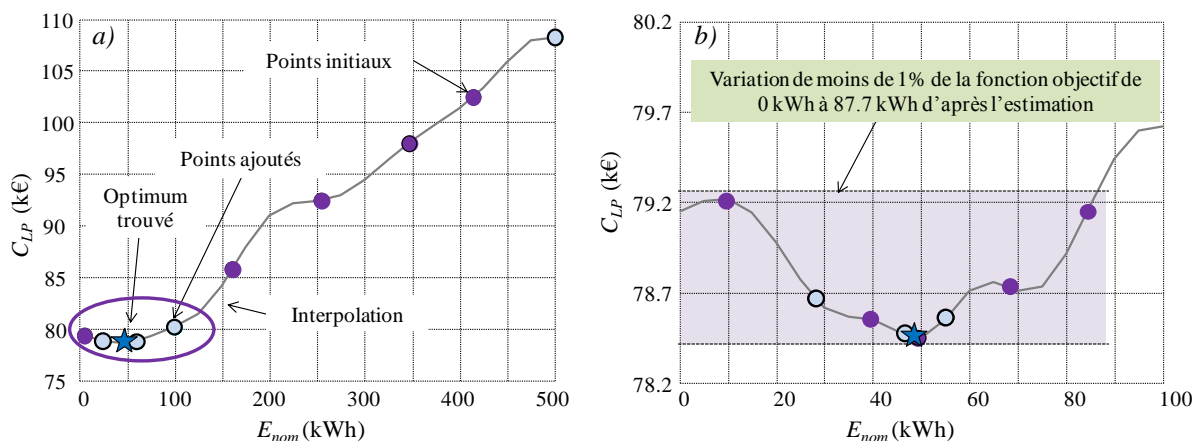 a)
110
105
100
95
90
85
80
75
C_LP (k€)
Points initiaux
Points ajoutés
Optimum
trouvé
Interpolation
0 100 200 300 400 500
E_nom (kWh)
b)
80.2
79.7
79.2
78.7
78.2
C_LP (k€)
Variation de moins de 1% de la fonction objectif de
0 kWh à 87.7 kWh d'après l'estimation
0 20 40 60 80 100
E_nom (kWh)